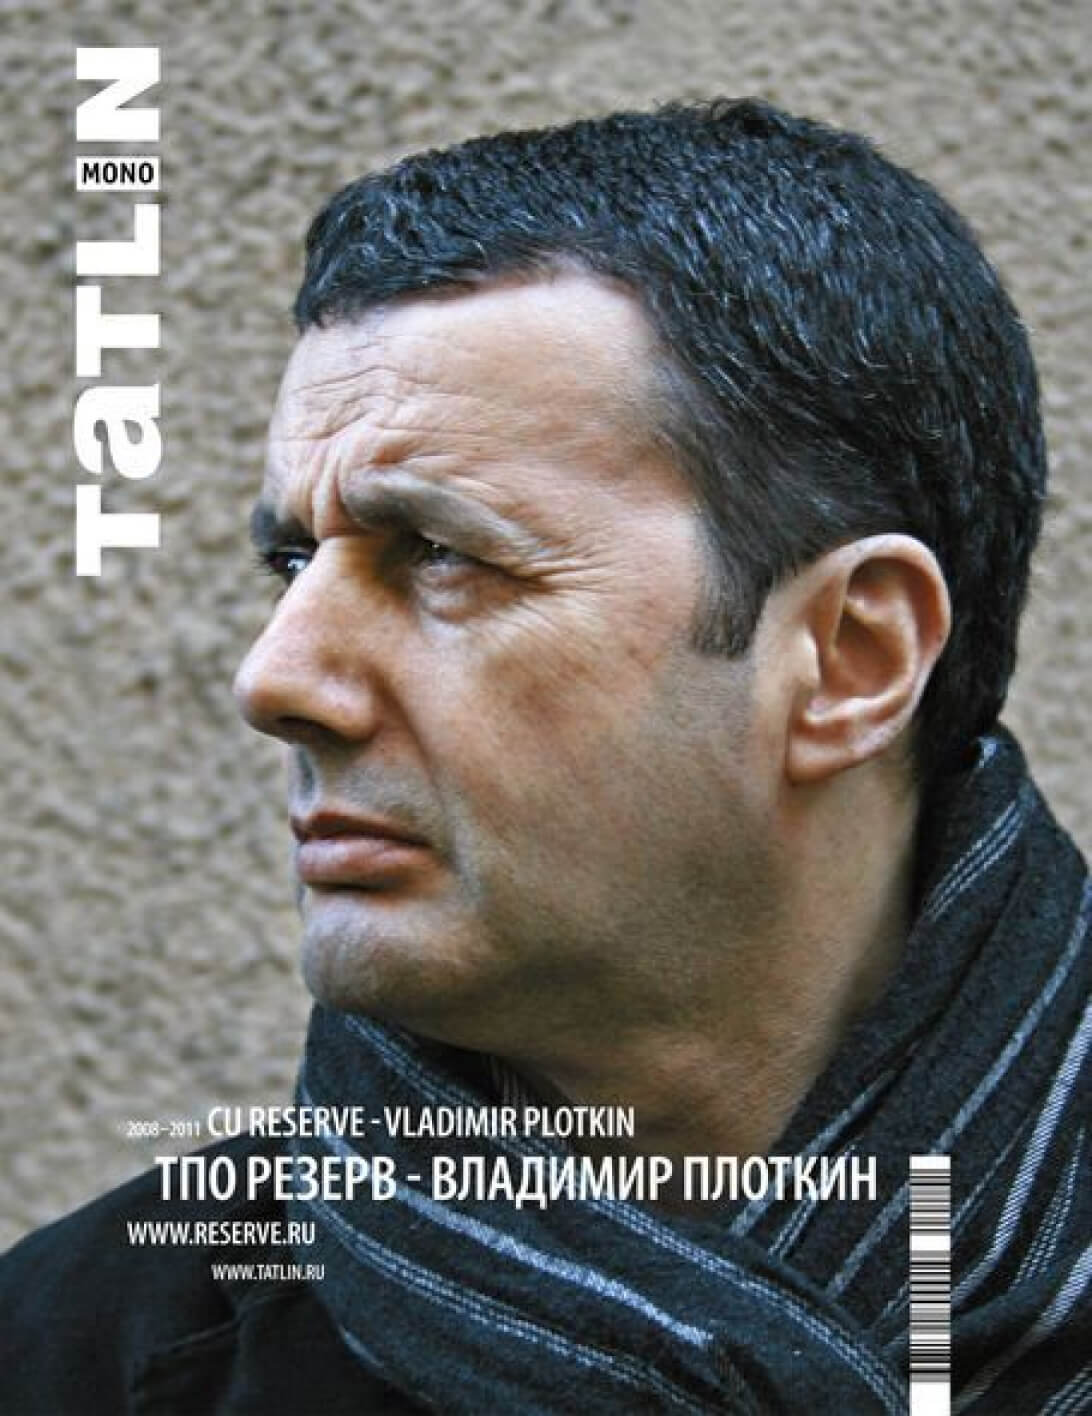 TaTLIN
MONO
©2008–2011 CU RESERVE - VLADIMIR PLOTKIN
ТПО РЕЗЕРВ - ВЛАДИМИР ПЛОТКИН
WWW.RESERVE.RU
WWW.TATLIN.RU